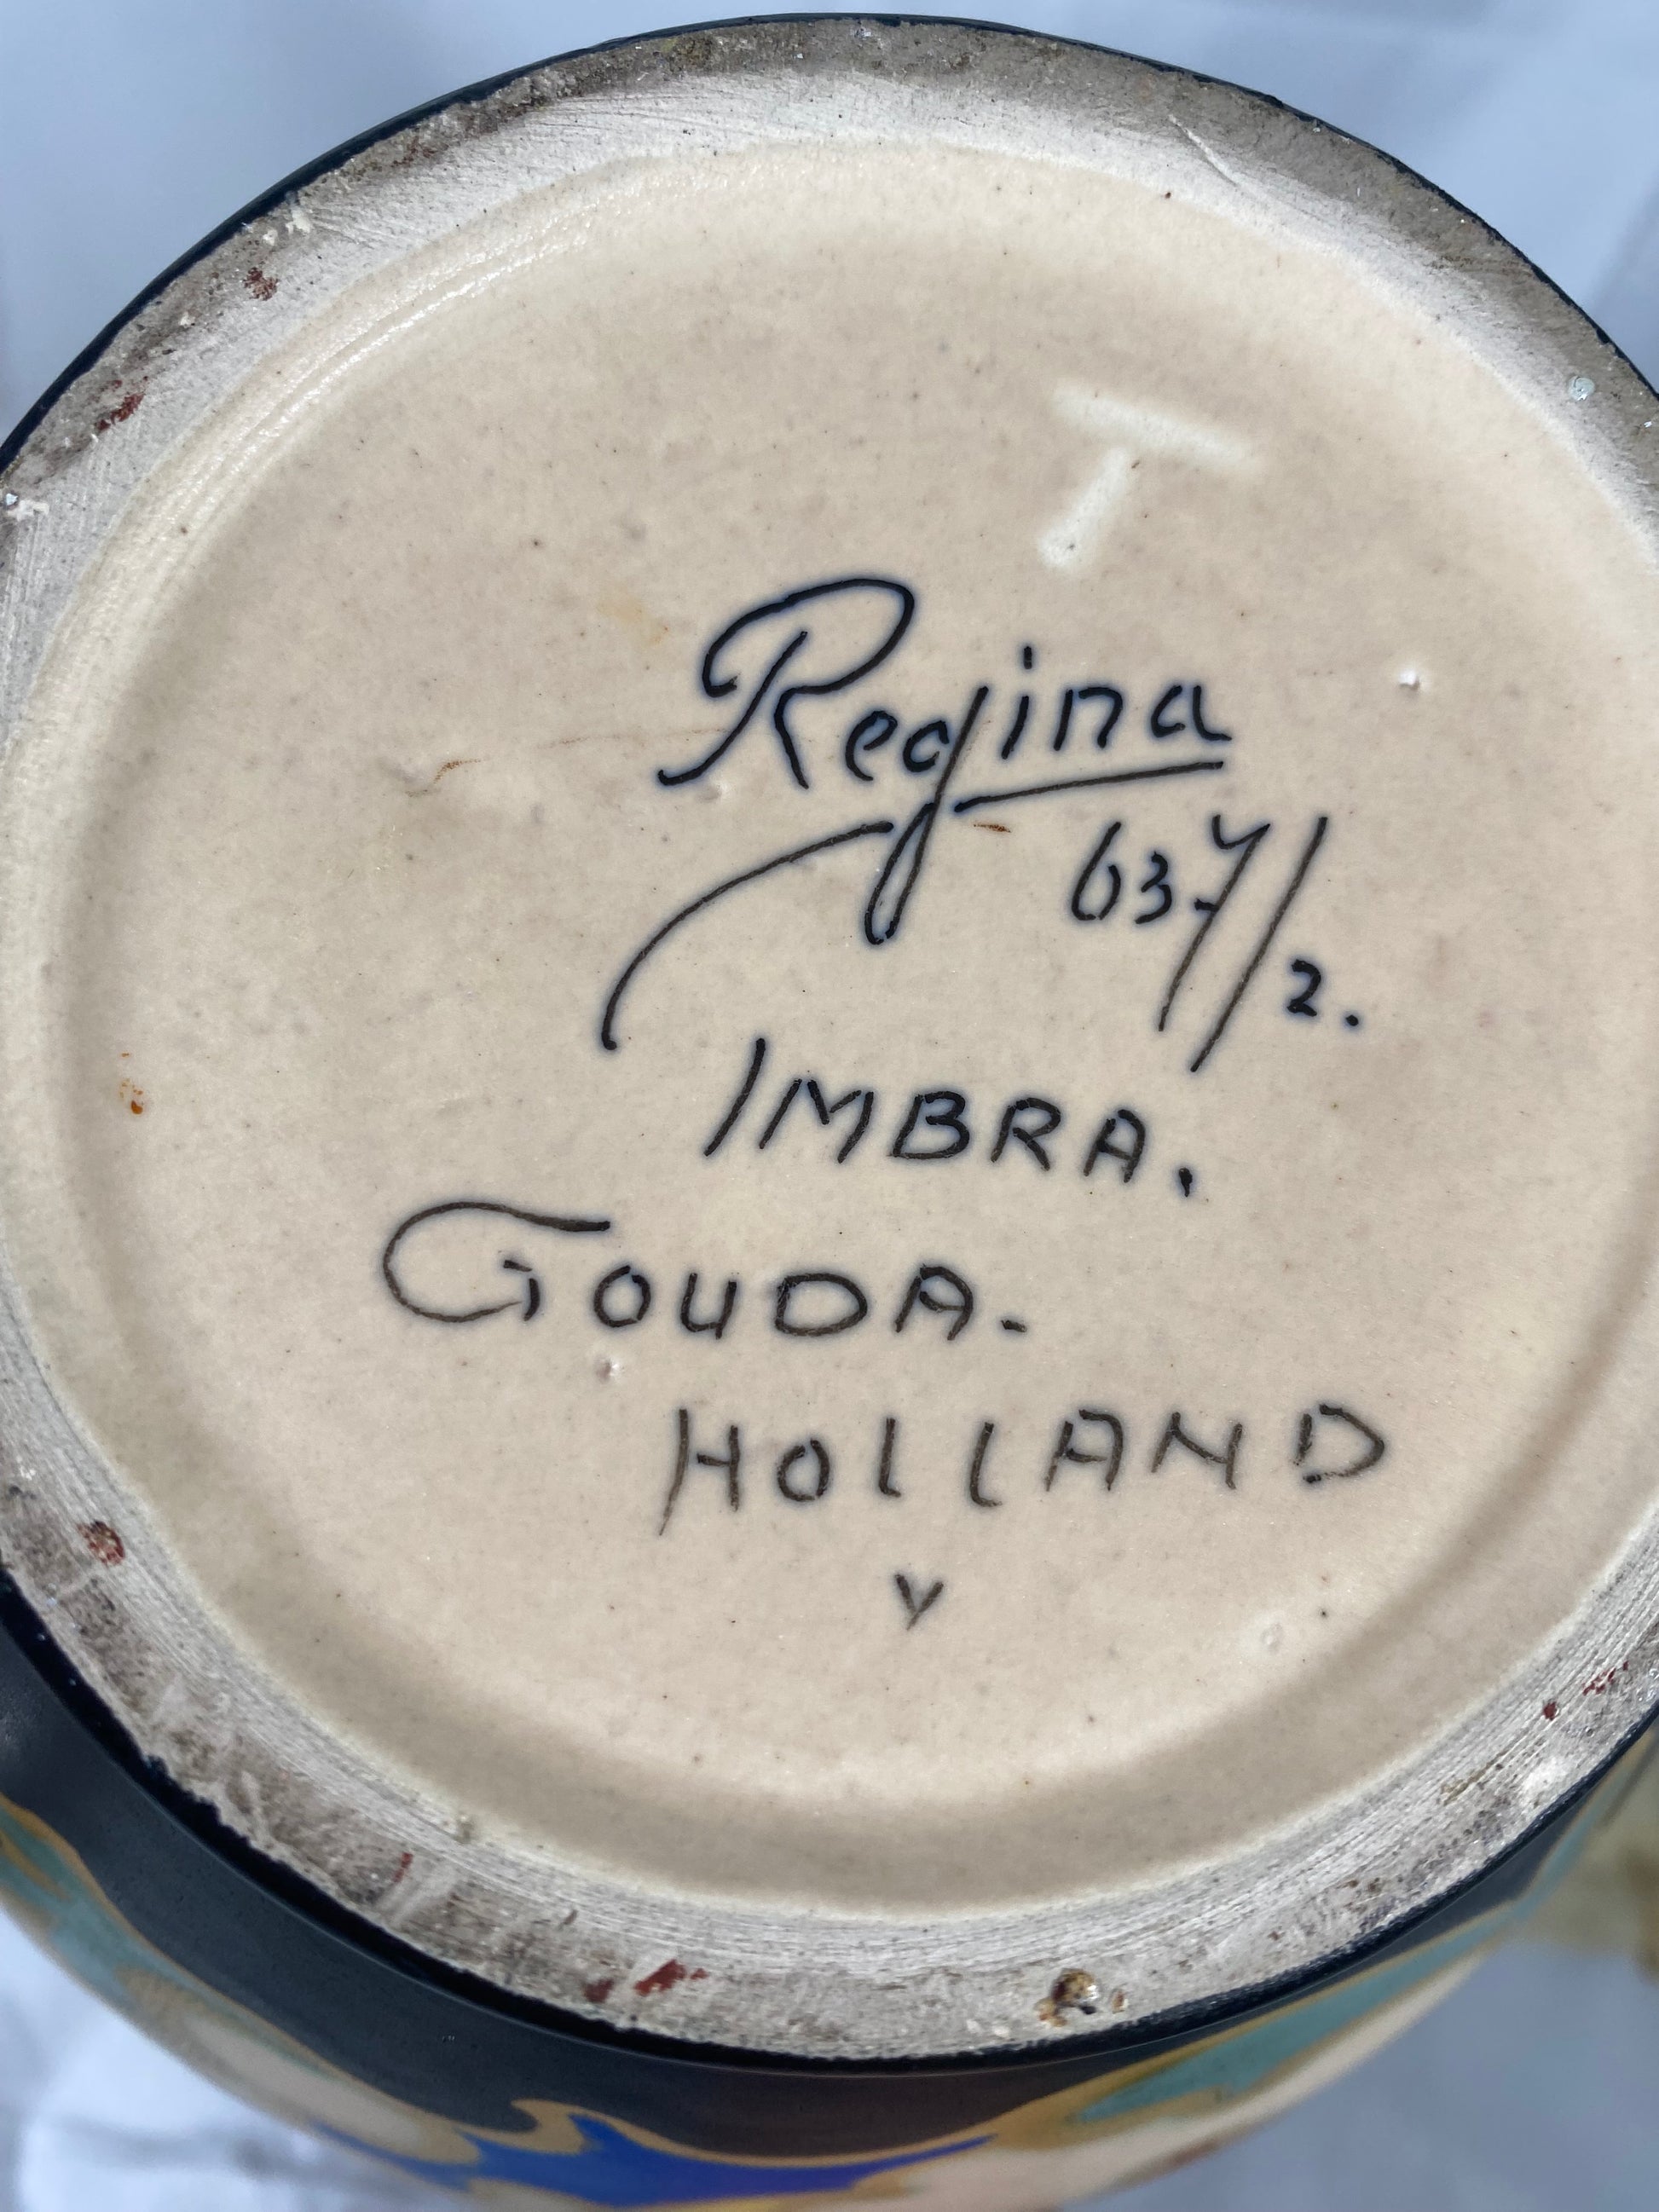 T
Regina
637/2.
IMBRA.
GOUDA.
HOLLAND
v